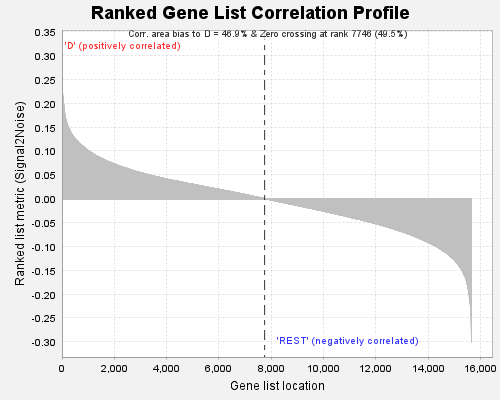 Ranked Gene List Correlation Profile
Corr. area bias to D = 46.9% & Zero crossing at rank 7746 (49.5%)
'D' (positively correlated)
0.35
0.30
0.25
0.20
0.15
0.10
0.05
0.00
-0.05
-0.10
-0.15
-0.20
-0.25
-0.30
Ranked list metric (Signal2Noise)
'REST' (negatively correlated)
0 2,000 4,000 6,000 8,000 10,000 12,000 14,000 16,000
Gene list location